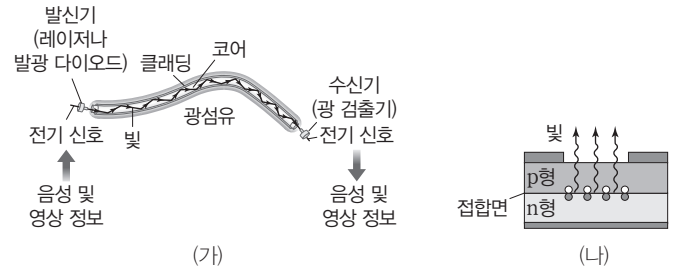 발신기
(레이저나
발광 다이오드)
클래딩
코어
수신기
(광 검출기)
광섬유
빛
전기 신호
전기 신호
음성 및
영상 정보
음성 및
영상 정보
(가)
빛
p형
접합면
n형
(나)